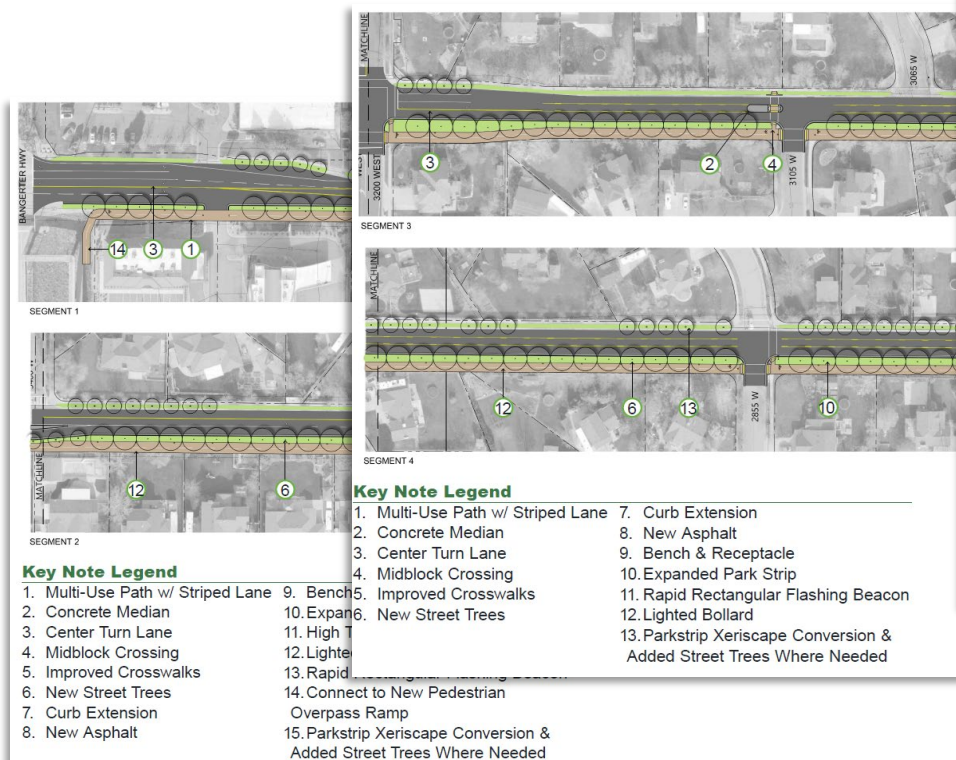 BANGERTER HWY
14
3
1
SEGMENT 1
MATCHLINE
12
6
SEGMENT 2
Key Note Legend
1. Multi-Use Path w/ Striped Lane
2. Concrete Median
3. Center Turn Lane
4. Midblock Crossing
5. Improved Crosswalks
6. New Street Trees
7. Curb Extension
8. New Asphalt
9. Bench
10. Expan
11. High T
12. Lighte
13. Rapid Rectangular Flashing Beacon
14. Connect to New Pedestrian
Overpass Ramp
15. Parkstrip Xeriscape Conversion &
Added Street Trees Where Needed
MATCHLINE
3200 WEST
3065 W
3105 W
3
2
4
SEGMENT 3
MATCHLINE
2855 W
12
6
13
10
SEGMENT 4
Key Note Legend
1. Multi-Use Path w/ Striped Lane
2. Concrete Median
3. Center Turn Lane
4. Midblock Crossing
5. Improved Crosswalks
6. New Street Trees
7. Curb Extension
8. New Asphalt
9. Bench & Receptacle
10. Expanded Park Strip
11. Rapid Rectangular Flashing Beacon
12. Lighted Bollard
13. Parkstrip Xeriscape Conversion &
Added Street Trees Where Needed